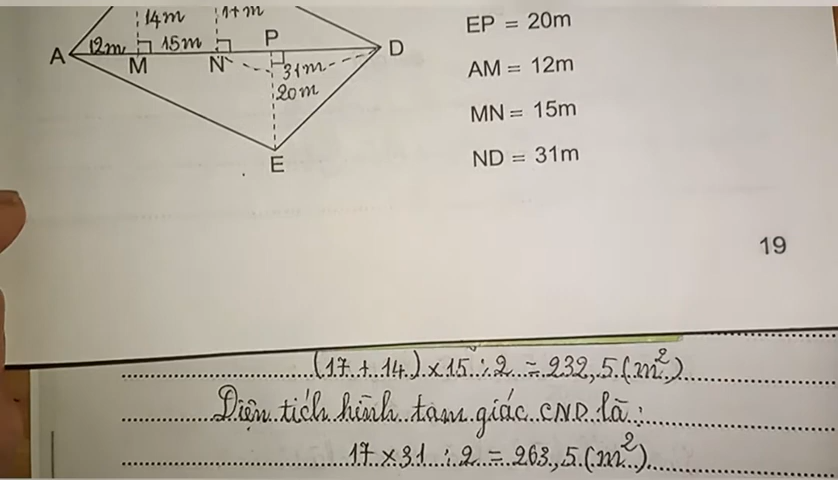 14m
17m
EP = 20m
A
12m
M
15m
N
P
D
31m
20m
E
AM = 12m
MN = 15m
ND = 31m
19
(17 + 14) × 15 : 2 = 232,5 (m²)
Diện tích hình tam giác CND là:
17 × 31 : 2 = 263,5 (m²)